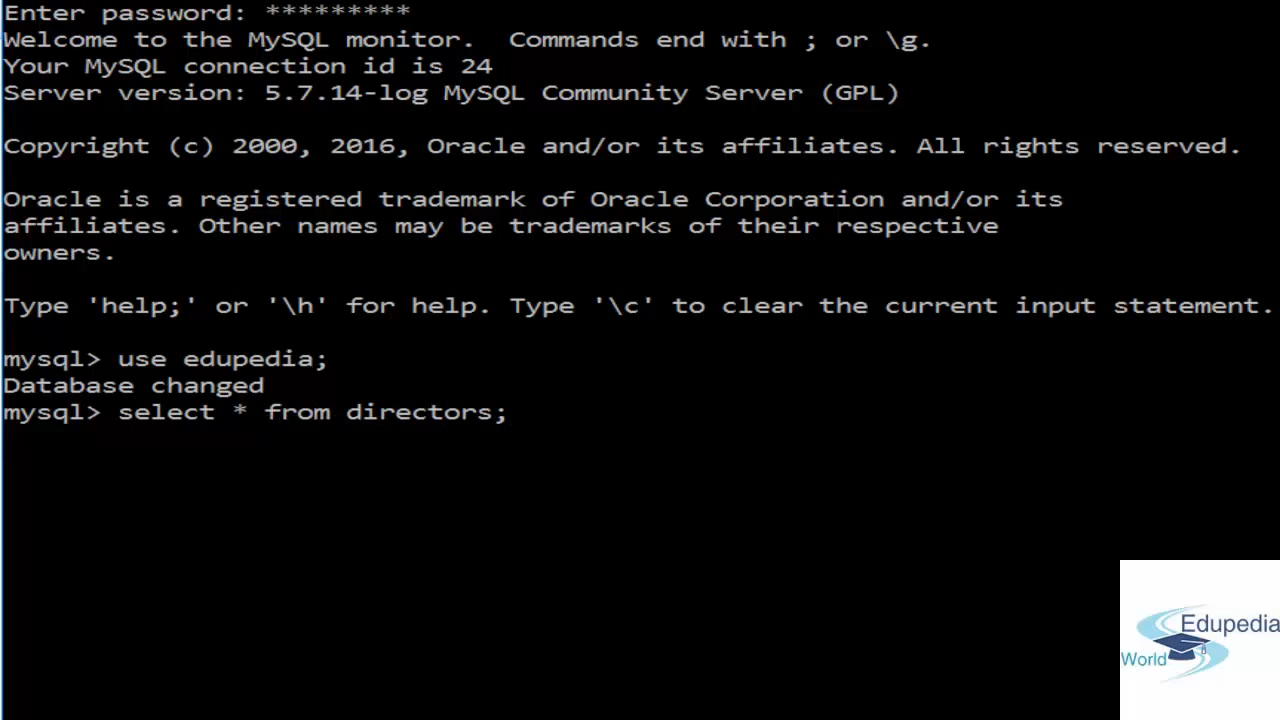 Enter password: *********
Welcome to the MySQL monitor.  Commands end with ; or \g.
Your MySQL connection id is 24
Server version: 5.7.14-log MySQL Community Server (GPL)
Copyright (c) 2000, 2016, Oracle and/or its affiliates. All rights reserved.
Oracle is a registered trademark of Oracle Corporation and/or its
affiliates. Other names may be trademarks of their respective
owners.
Type 'help;' or '\h' for help. Type '\c' to clear the current input statement.
mysql> use edupedia;
Database changed
mysql> select * from directors;
Edupedia
World